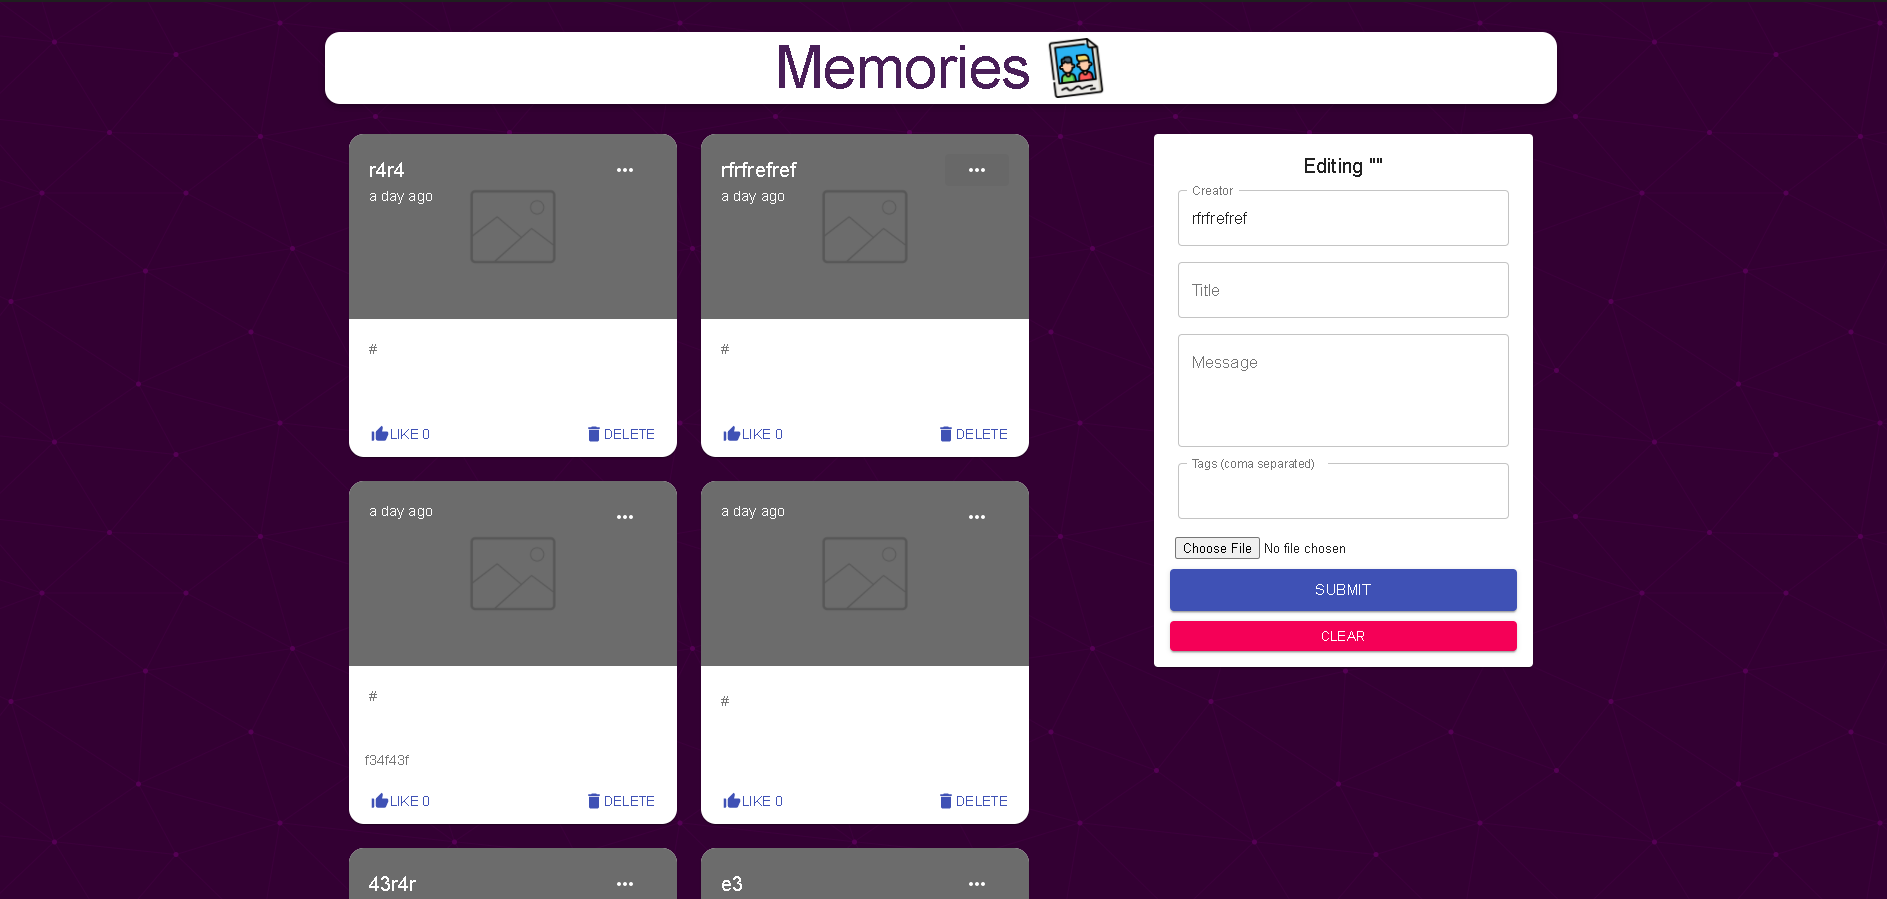 Memories
r4r4
a day ago
#
LIKE 0
DELETE
rfrfrefref
a day ago
#
LIKE 0
DELETE
a day ago
#
f34f43f
LIKE 0
DELETE
a day ago
#
LIKE 0
DELETE
43r4r
e3
Editing ""
Creator
rfrfrefref
Title
Message
Tags (coma separated)
Choose File No file chosen
SUBMIT
CLEAR